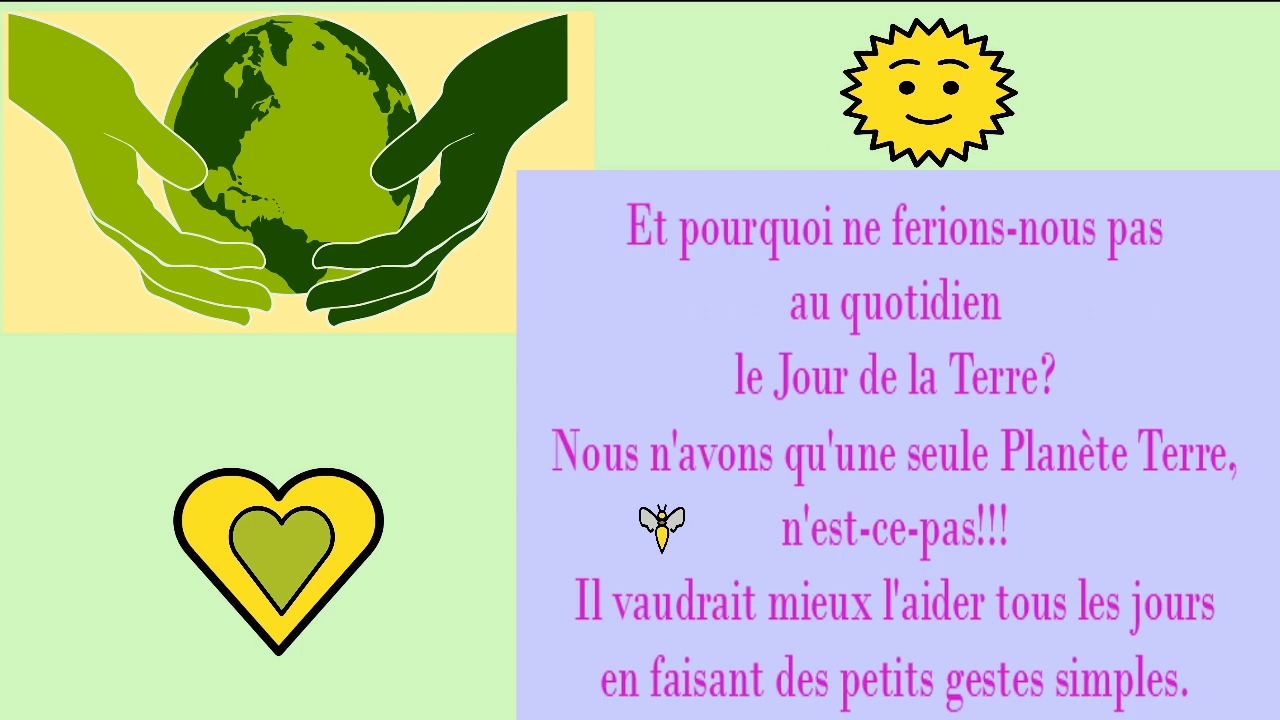 Et pourquoi ne ferions-nous pas
au quotidien
le Jour de la Terre?
Nous n'avons qu'une seule Planète Terre,
n'est-ce-pas!!!
Il vaudrait mieux l'aider tous les jours
en faisant des petits gestes simples.